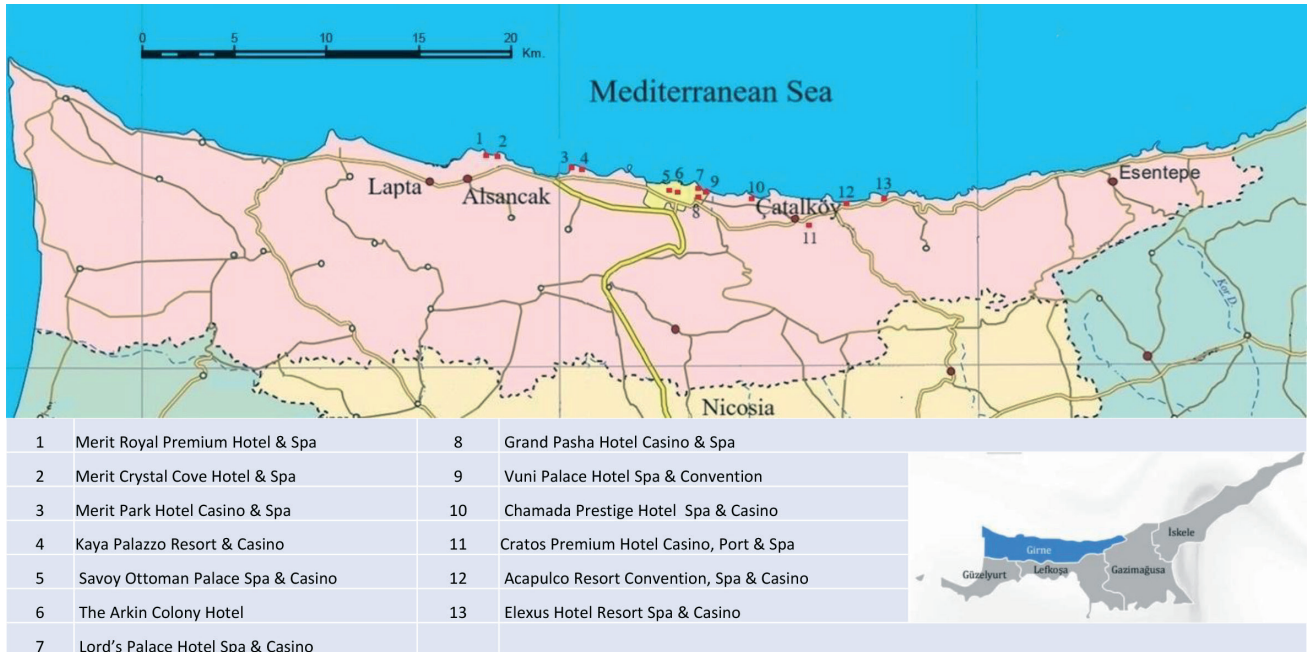 0 5 10 15 20
Km.
Mediterranean Sea
1 2
3 4
5 6 7 9
8
10
12 13
11
Lapta
Alsancak
Çatalköy
Esentepe
Kor D.
Nicosia
1 Merit Royal Premium Hotel & Spa
2 Merit Crystal Cove Hotel & Spa
3 Merit Park Hotel Casino & Spa
4 Kaya Palazzo Resort & Casino
5 Savoy Ottoman Palace Spa & Casino
6 The Arkin Colony Hotel
7 Lord’s Palace Hotel Spa & Casino
8 Grand Pasha Hotel Casino & Spa
9 Vuni Palace Hotel Spa & Convention
10 Chamada Prestige Hotel Spa & Casino
11 Cratos Premium Hotel Casino, Port & Spa
12 Acapulco Resort Convention, Spa & Casino
13 Elexus Hotel Resort Spa & Casino
İskele
Girne
Güzelyurt
Lefkoşa
Gazimağusa